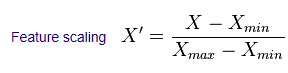 Feature scaling X′ = (X − X_min) / (X_max − X_min)